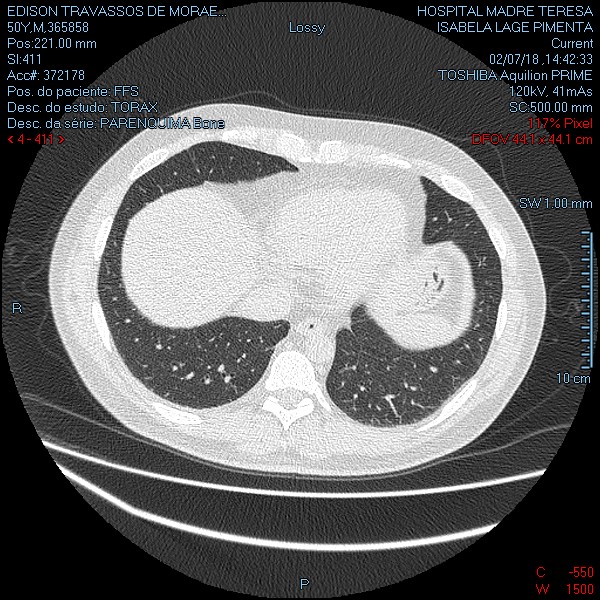 EDISON TRAVASSOS DE MORAE...
50Y,M,365858
Pos:221.00 mm
SI:411
Acc#: 372178
Pos. do paciente: FFS
Desc. do estudo: TORAX
Desc. da série: PARENQUIMA Bone
< 4 - 411 >
Lossy
HOSPITAL MADRE TERESA
ISABELA LAGE PIMENTA
Current
02/07/18 ,14:42:33
TOSHIBA Aquilion PRIME
120kV, 41mAs
SC:500.00 mm
117% Pixel
DFOV:44.1 x 44.1 cm
SW 1.00 mm
R
10 cm
P
C -550
W 1500